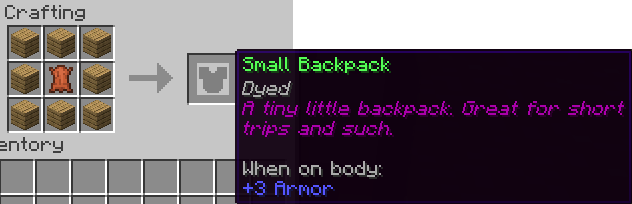 Crafting
Small Backpack
Dyed
A tiny little backpack. Great for short
trips and such.
When on body:
+3 Armor
entory